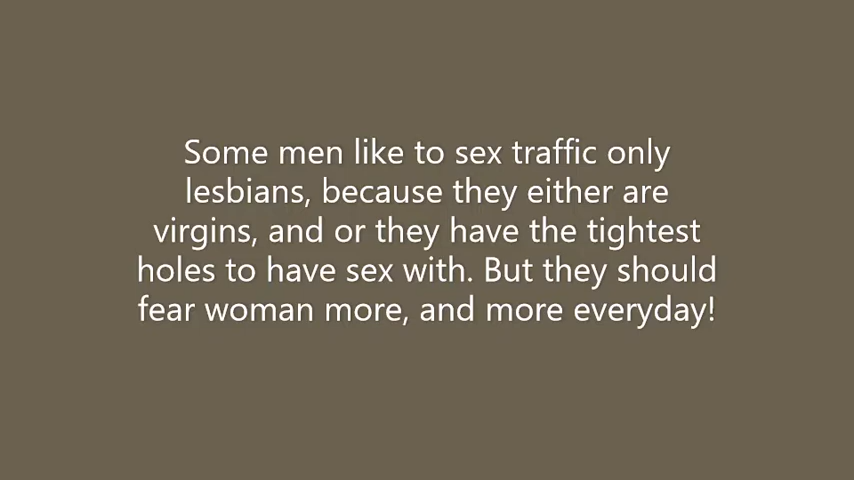 Some men like to sex traffic only
lesbians, because they either are
virgins, and or they have the tightest
holes to have sex with. But they should
fear woman more, and more everyday!